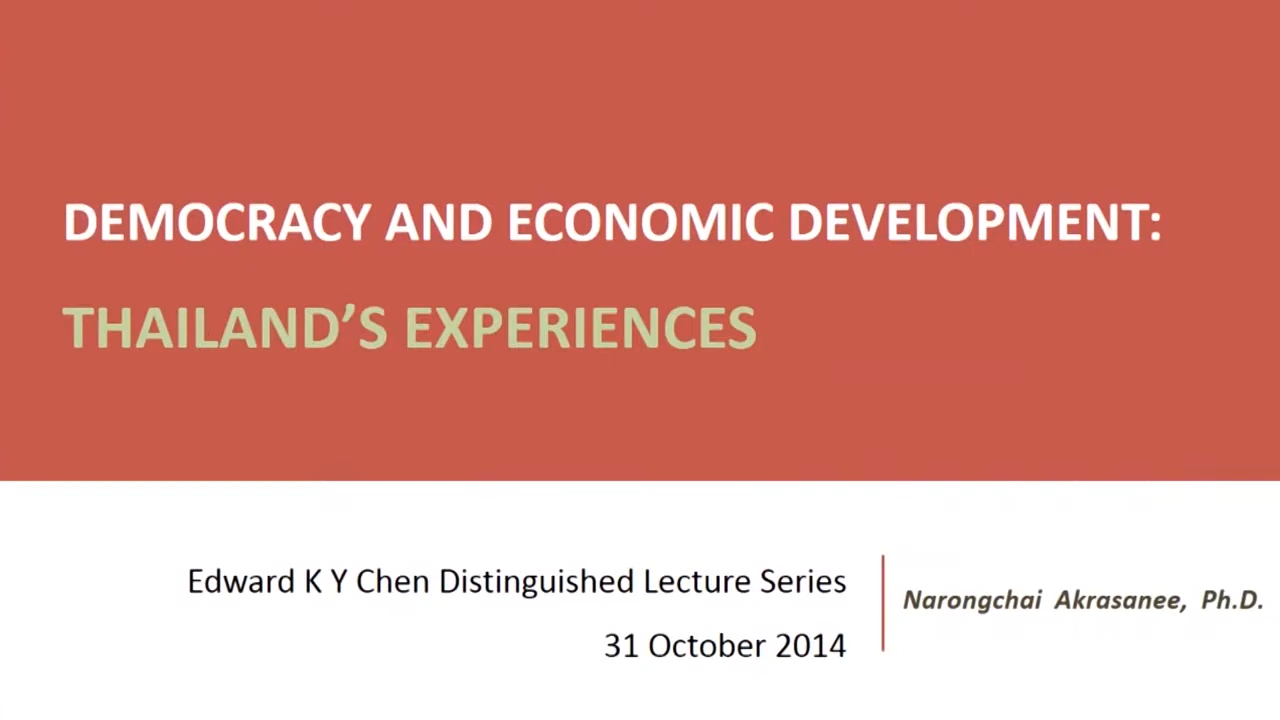 DEMOCRACY AND ECONOMIC DEVELOPMENT:
THAILAND’S EXPERIENCES
Edward K Y Chen Distinguished Lecture Series
31 October 2014
Narongchai Akrasanee, Ph.D.